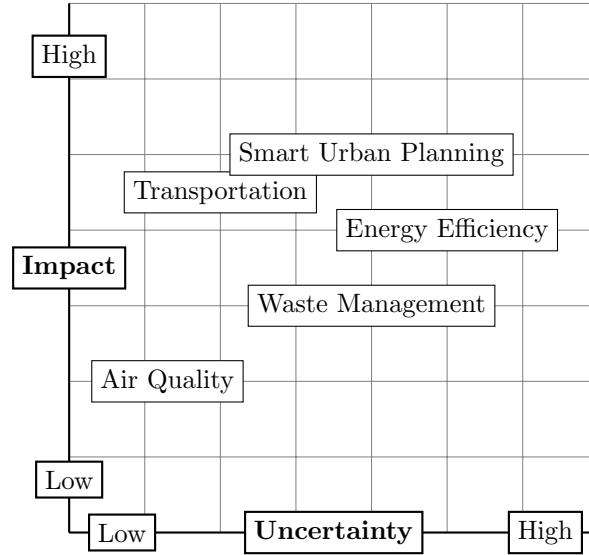 High
Smart Urban Planning
Transportation
Energy Efficiency
Impact
Waste Management
Air Quality
Low
Low
Uncertainty
High